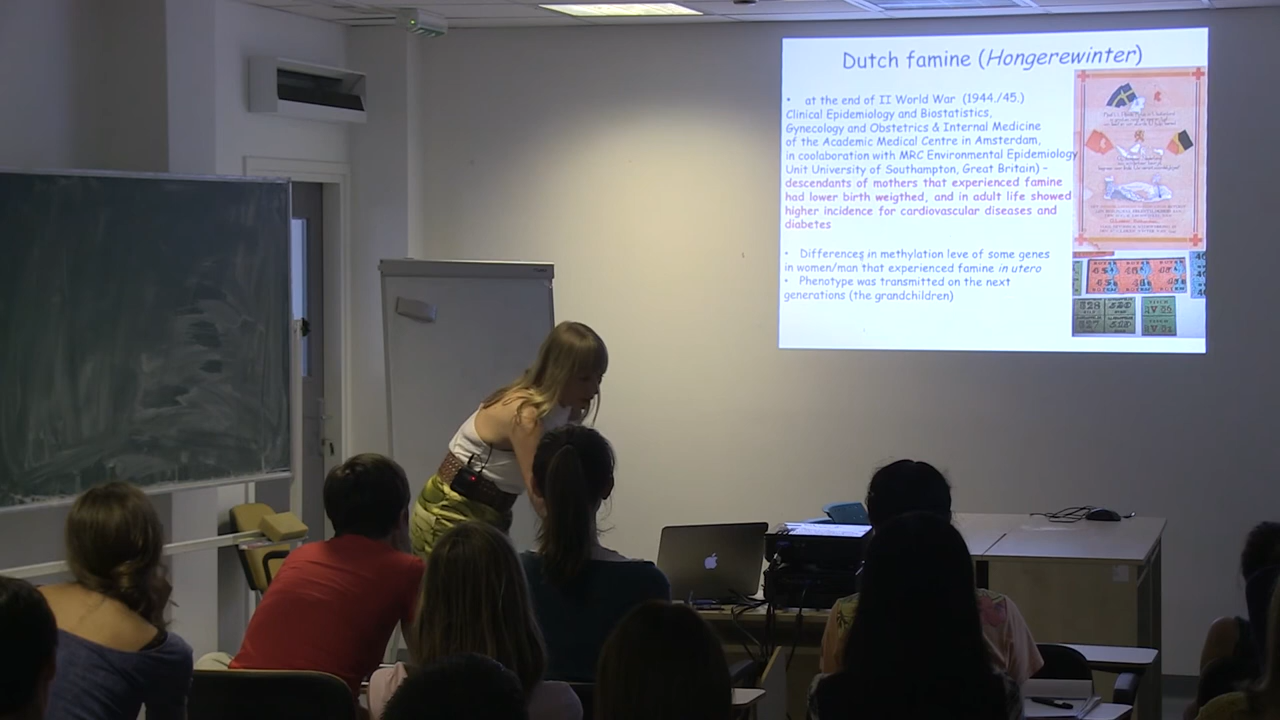 Dutch famine (Hongerewinter)
• at the end of II World War (1944./45.)
Clinical Epidemiology and Biostatistics,
Gynecology and Obstetrics & Internal Medicine
of the Academic Medical Centre in Amsterdam,
in coolaboration with MRC Environmental Epidemiology
Unit University of Southampton, Great Britain) –
descendants of mothers that experienced famine
had lower birth weigthed, and in adult life showed
higher incidence for cardiovascular diseases and
diabetes
• Differences in methylation leve of some genes
in women/man that experienced famine in utero
• Phenotype was transmitted on the next
generations (the grandchildren)